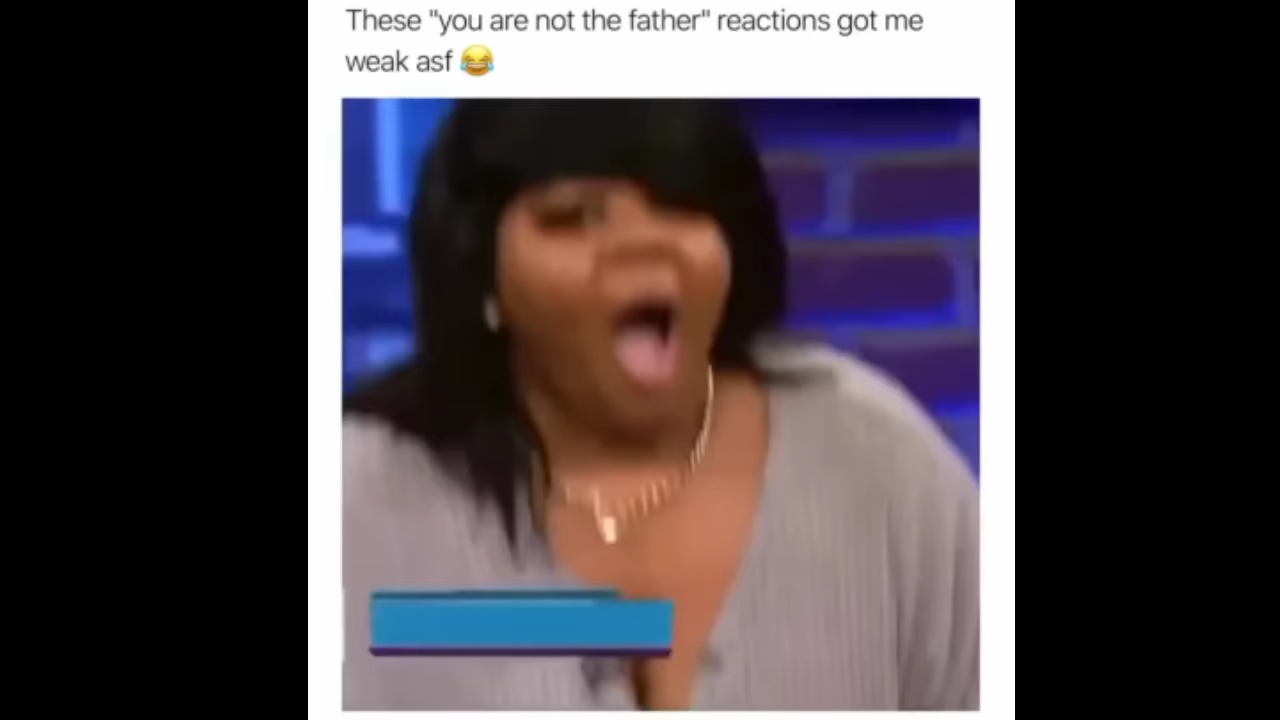 These "you are not the father" reactions got me
weak asf 😂